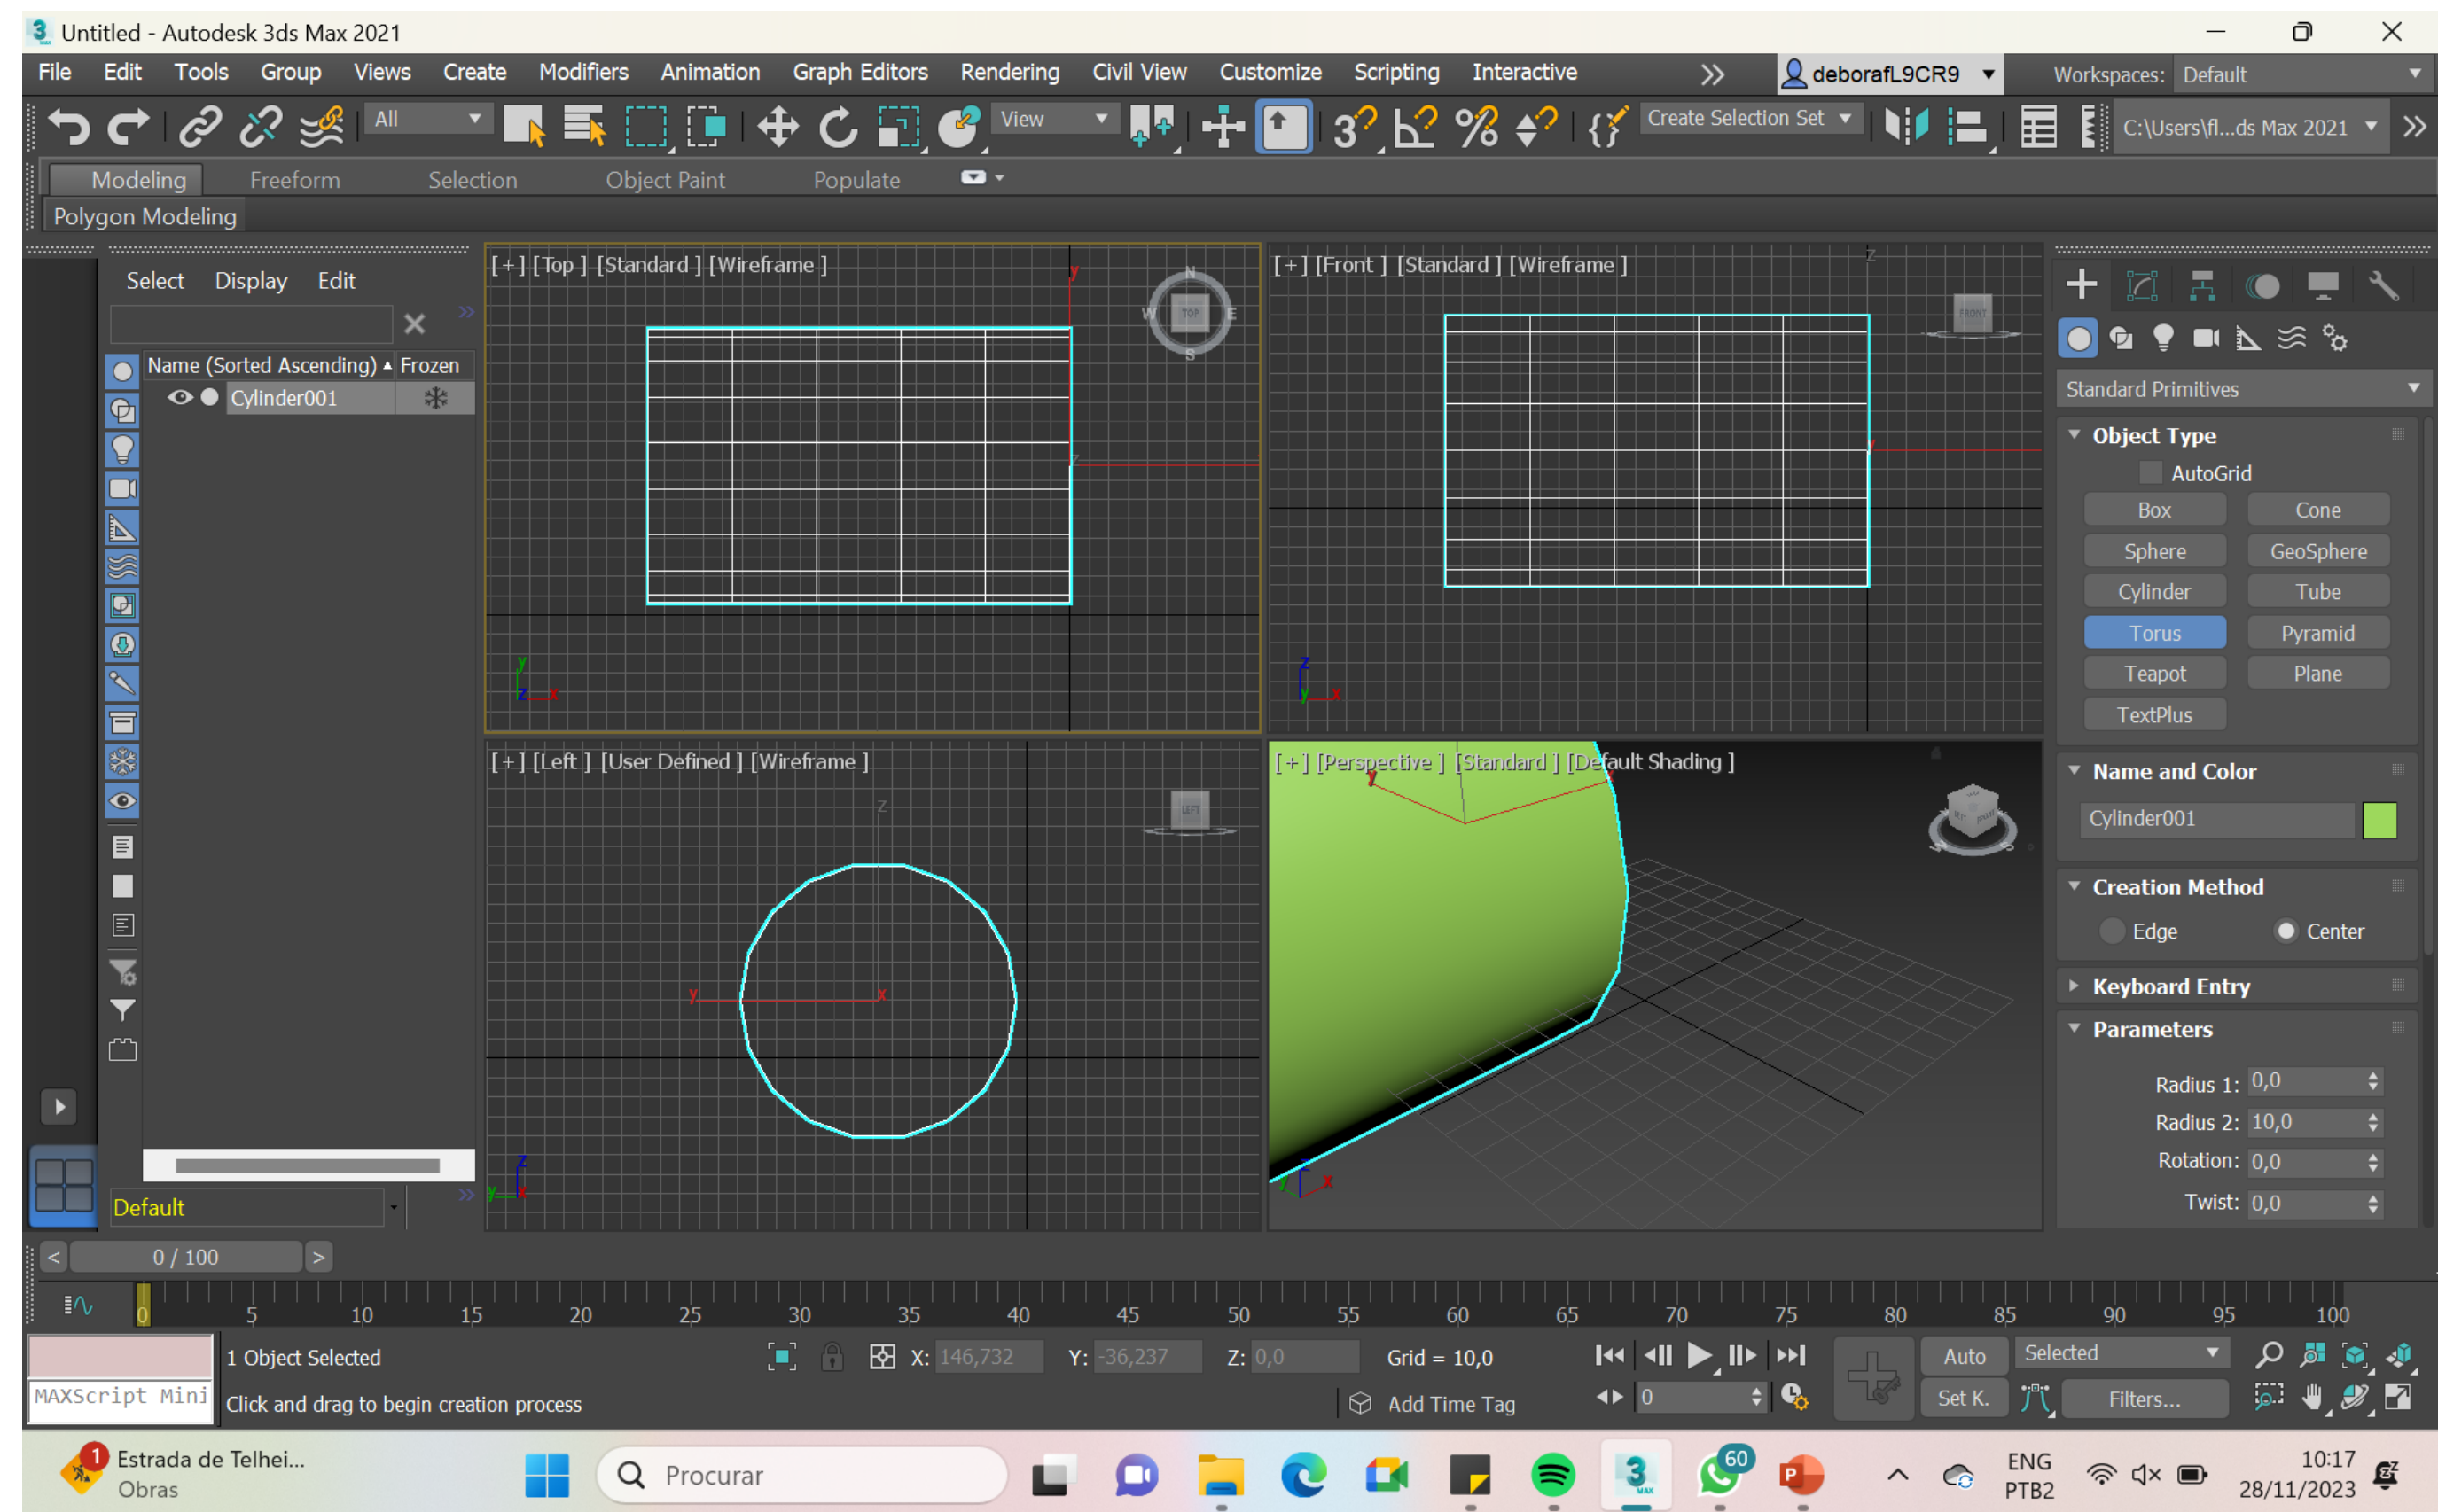 Untitled - Autodesk 3ds Max 2021
File Edit Tools Group Views Create Modifiers Animation Graph Editors Rendering Civil View Customize Scripting Interactive deborafL9CR9 Workspaces: Default
All View Create Selection Set C:\Users\fl...ds Max 2021
Modeling Freeform Selection Object Paint Populate
Polygon Modeling
Select Display Edit
Name (Sorted Ascending) Frozen
Cylinder001
Default
[+] [Top ] [Standard ] [Wireframe ]
TOP
N
W E
S
y
z
y
z x
[+] [Front ] [Standard ] [Wireframe ]
FRONT
z
y
z
y x
[+] [Left ] [User Defined ] [Wireframe ]
LEFT
z
y x
z
y x
[+] [Perspective ] [Standard ] [Default Shading ]
y
W S
x
Standard Primitives
Object Type
AutoGrid
Box Cone
Sphere GeoSphere
Cylinder Tube
Torus Pyramid
Teapot Plane
TextPlus
Name and Color
Cylinder001
Creation Method
Edge Center
Keyboard Entry
Parameters
Radius 1: 0,0
Radius 2: 10,0
Rotation: 0,0
Twist: 0,0
< 0 / 100 >
0 5 10 15 20 25 30 35 40 45 50 55 60 65 70 75 80 85 90 95 100
1 Object Selected X: 146,732 Y: -36,237 Z: 0,0 Grid = 10,0 Auto Selected
MAXScript Mini Click and drag to begin creation process Add Time Tag 0 Set K. Filters...
1 Estrada de Telhei...
Obras
Procurar
3
MAX
60
P
ENG
PTB2
10:17
28/11/2023